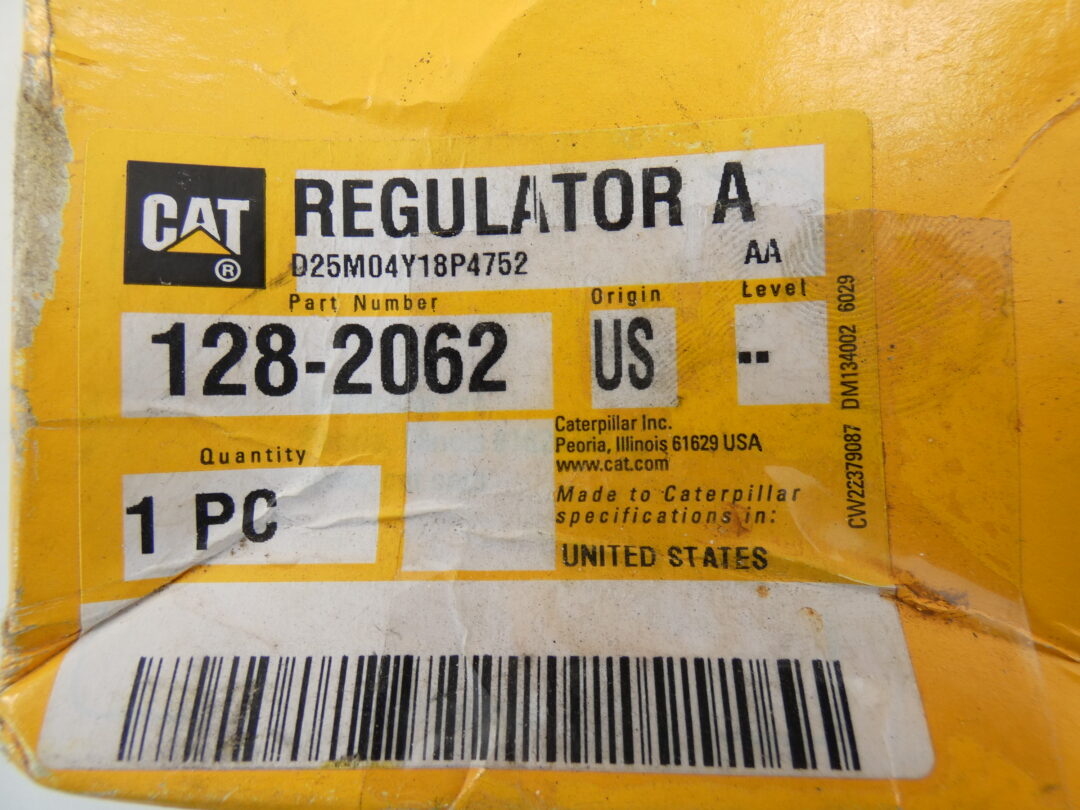 CAT®
REGULATOR A
D25M04Y18P4752
AA
Part Number
Origin
Level
128-2062
US
--
Quantity
1 PC
Caterpillar Inc.
Peoria, Illinois 61629 USA
www.cat.com
Made to Caterpillar
specifications in:
UNITED STATES
CW22379087 DM134002 6029